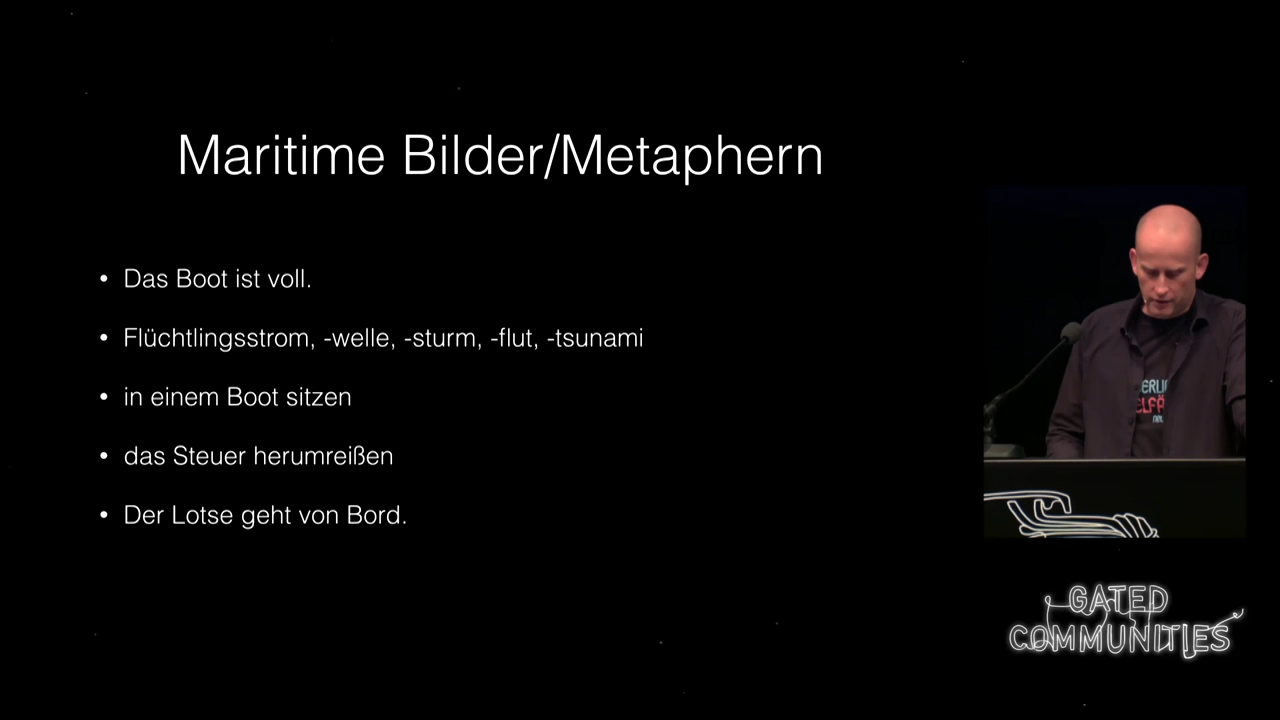 Maritime Bilder/Metaphern
• Das Boot ist voll.
• Flüchtlingsstrom, -welle, -sturm, -flut, -tsunami
• in einem Boot sitzen
• das Steuer herumreißen
• Der Lotse geht von Bord.
GATED
COMMUNITIES